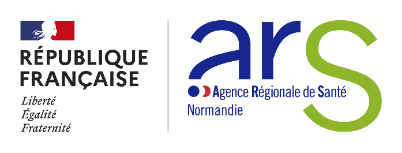 RÉPUBLIQUE
FRANÇAISE
Liberté
Égalité
Fraternité
ars
Agence Régionale de Santé
Normandie